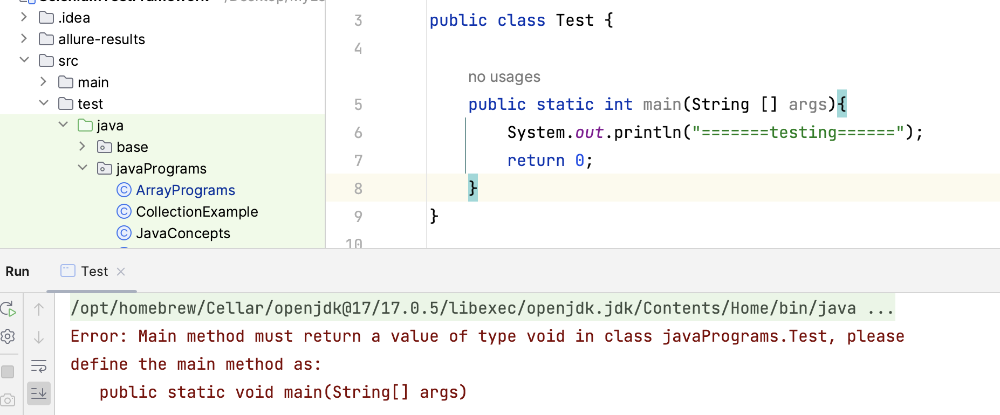 .idea
allure-results
src
main
test
java
base
javaPrograms
ArrayPrograms
CollectionExample
JavaConcepts
3 public class Test {
4
no usages
5 public static int main(String [] args){
6 System.out.println("=======testing======");
7 return 0;
8 }
9 }
10
Run Test
/opt/homebrew/Cellar/openjdk@17/17.0.5/libexec/openjdk.jdk/Contents/Home/bin/java ...
Error: Main method must return a value of type void in class javaPrograms.Test, please
define the main method as:
public static void main(String[] args)